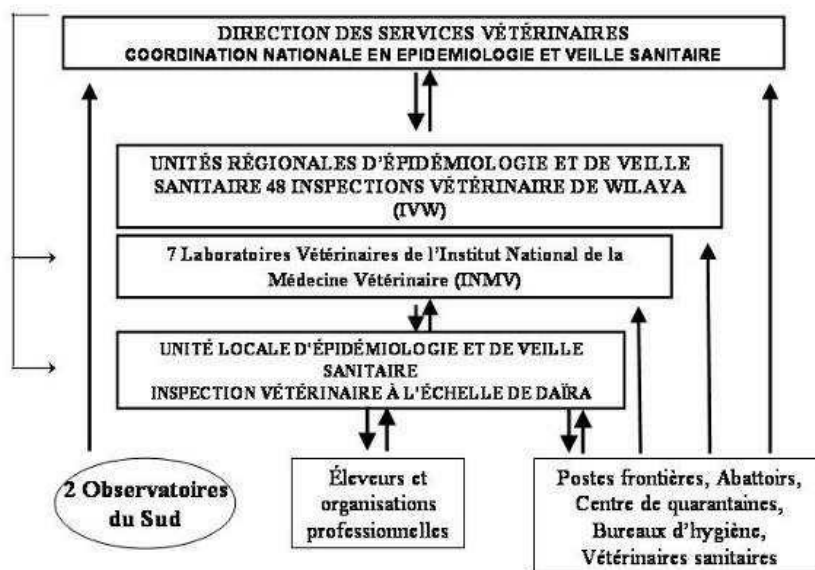 DIRECTION DES SERVICES VÉTÉRINAIRES
COORDINATION NATIONALE EN EPIDEMIOLOGIE ET VEILLE SANITAIRE
UNITÉS RÉGIONALES D'ÉPIDÉMIOLOGIE ET DE VEILLE
SANITAIRE 48 INSPECTIONS VÉTÉRINAIRE DE WILAYA
(IVW)
7 Laboratoires Vétérinaires de l'Institut National de la
Médecine Vétérinaire (INMV)
UNITÉ LOCALE D'ÉPIDÉMIOLOGIE ET DE VEILLE
SANITAIRE
INSPECTION VÉTÉRINAIRE À L'ÉCHELLE DE DAÏRA
2 Observatoires
du Sud
Éleveurs et
organisations
professionnelles
Postes frontières, Abattoirs,
Centre de quarantaines,
Bureaux d'hygiène,
Vétérinaires sanitaires